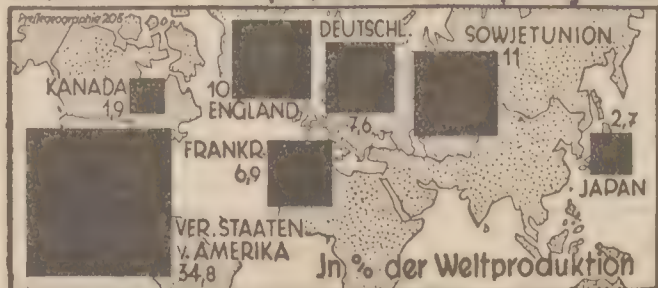 Pressegeographie 205
DEUTSCHL.
7,6
SOWJETUNION
11
KANADA
1,9
10
ENGLAND
2,7
JAPAN
FRANKR.
6,9
VER. STAATEN
v. AMERIKA
34,8
Jn % der Weltproduktion